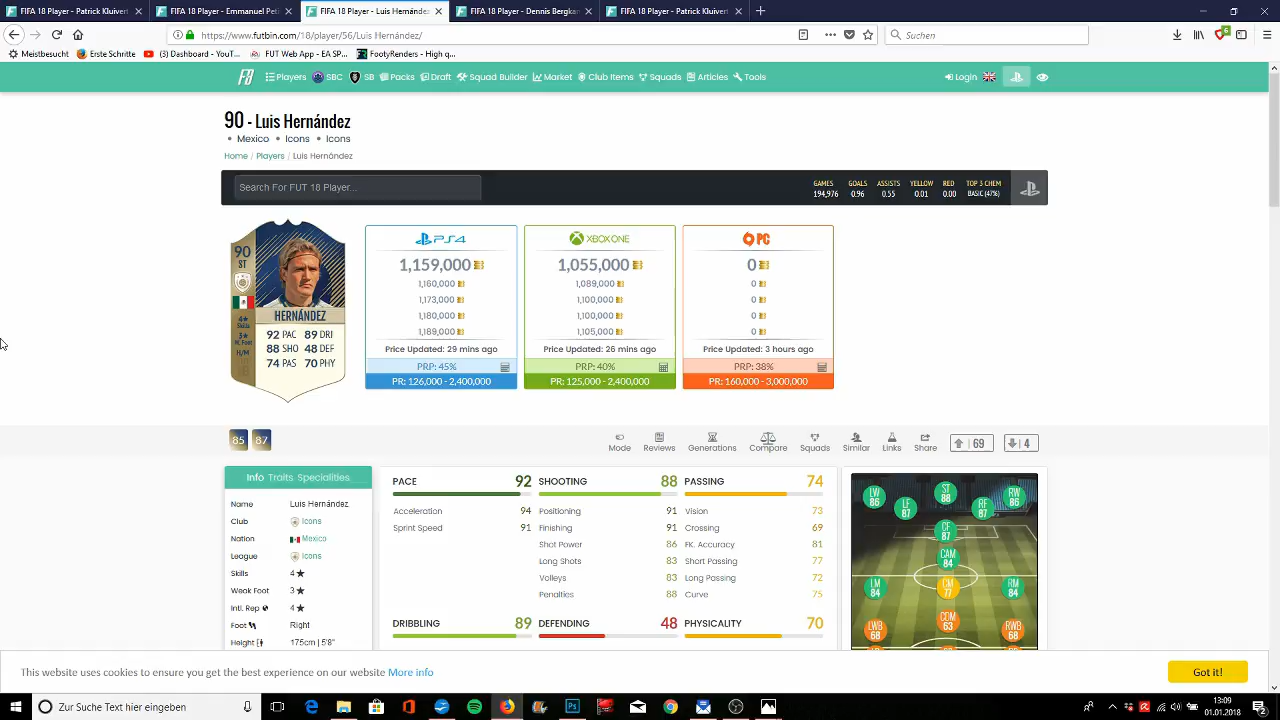 FIFA 18 Player - Patrick Kluivert
FIFA 18 Player - Emmanuel Peti
FIFA 18 Player - Luis Hernández
FIFA 18 Player - Dennis Bergkan
FIFA 18 Player - Patrick Kluivert
https://www.futbin.com/18/player/56/Luis Hernández/
Suchen
6
Meistbesucht Erste Schritte (3) Dashboard - YouT... FUT Web App - EA SP... FootyRenders - High q...
Players SBC SB Packs Draft Squad Builder Market Club Items Squads Articles Tools Login
90 - Luis Hernández
• Mexico • Icons • Icons
Home / Players / Luis Hernández
Search For FUT 18 Player...
GAMES GOALS ASSISTS YELLOW RED TOP 3 CHEM
194,976 0.96 0.55 0.01 0.00 BASIC (47%)
90
ST
4★
Skills
3★
W. Foot
H/M
HERNÁNDEZ
92 PAC 89 DRI
88 SHO 48 DEF
74 PAS 70 PHY
PS4
1,159,000
1,160,000
1,173,000
1,180,000
1,189,000
Price Updated: 29 mins ago
PRP: 45%
PR: 126,000 - 2,400,000
XBOX ONE
1,055,000
1,089,000
1,100,000
1,100,000
1,105,000
Price Updated: 26 mins ago
PRP: 40%
PR: 125,000 - 2,400,000
PC
0
0
0
0
0
Price Updated: 3 hours ago
PRP: 38%
PR: 160,000 - 3,000,000
85 87
Mode Reviews Generations Compare Squads Similar Links Share 69 4
Info Traits Specialities
Name Luis Hernández
Club Icons
Nation Mexico
League Icons
Skills 4★
Weak Foot 3★
Intl. Rep 4★
Foot Right
Height 175cm | 5'8"
PACE 92
Acceleration 94
Sprint Speed 91
SHOOTING 88
Positioning 91
Finishing 91
Shot Power 86
Long Shots 83
Volleys 83
Penalties 88
PASSING 74
Vision 73
Crossing 69
FK. Accuracy 81
Short Passing 77
Long Passing 72
Curve 75
DRIBBLING 89
DEFENDING 48
PHYSICALITY 70
LW 86
LF 87
ST 88
RF 87
RW 86
CF 87
CAM 84
LM 84
CM 77
RM 84
LWB 68
CDM 63
RWB 68
This website uses cookies to ensure you get the best experience on our website More info
Got it!
Zur Suche Text hier eingeben
13:09
01.01.2018
2